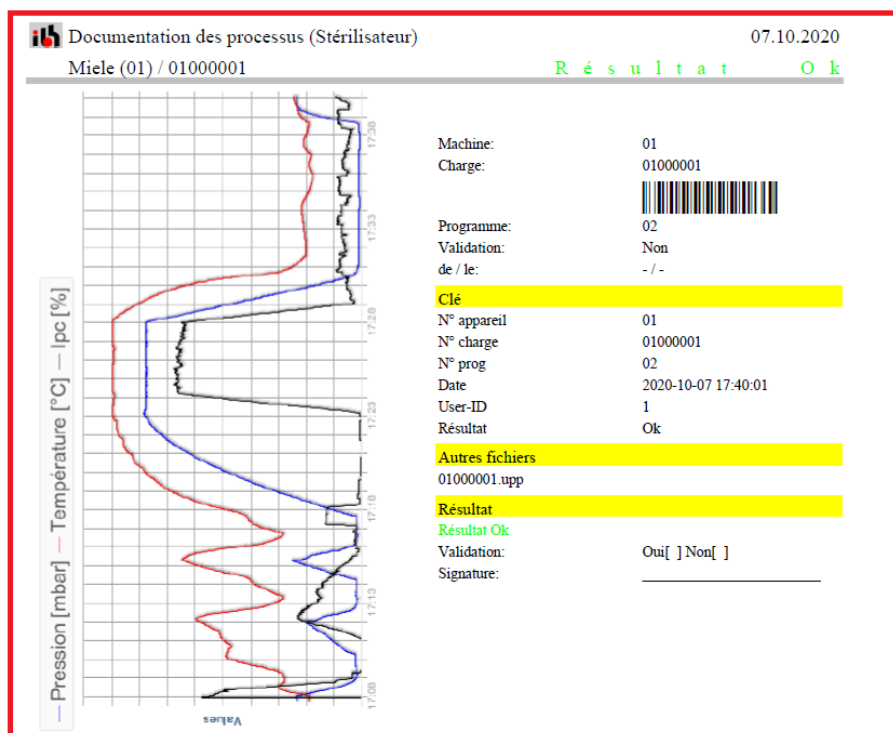 ibh Documentation des processus (Stérilisateur) 07.10.2020
Miele (01) / 01000001 Résultat Ok
Machine: 01
Charge: 01000001
Programme: 02
Validation: Non
de / le: - / -
Clé
N° appareil 01
N° charge 01000001
N° prog 02
Date 2020-10-07 17:40:01
User-ID 1
Résultat Ok
Autres fichiers
01000001.upp
Résultat
Résultat Ok
Validation: Oui[ ] Non[ ]
Signature:
— Pression [mbar] — Température [°C] — Ipc [%]
Values
17:08
17:13
17:18
17:23
17:28
17:33
17:38